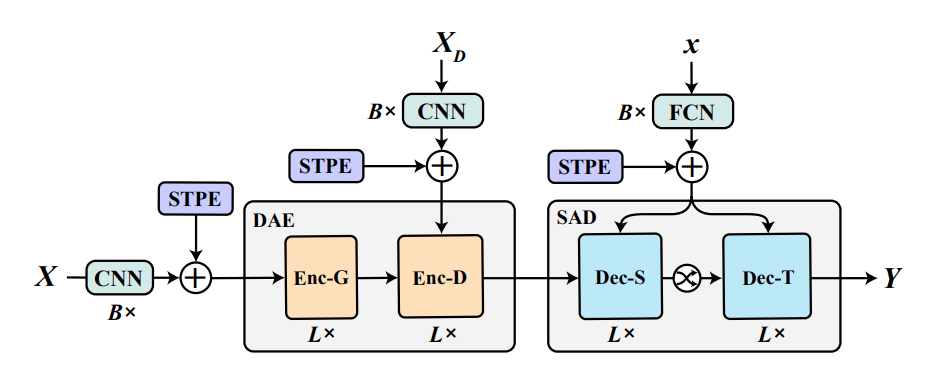 X_D
x
B×
CNN
B×
FCN
STPE
+
STPE
+
STPE
DAE
SAD
X
CNN
+
Enc-G
Enc-D
Dec-S
Dec-T
Y
B×
L×
L×
L×
L×